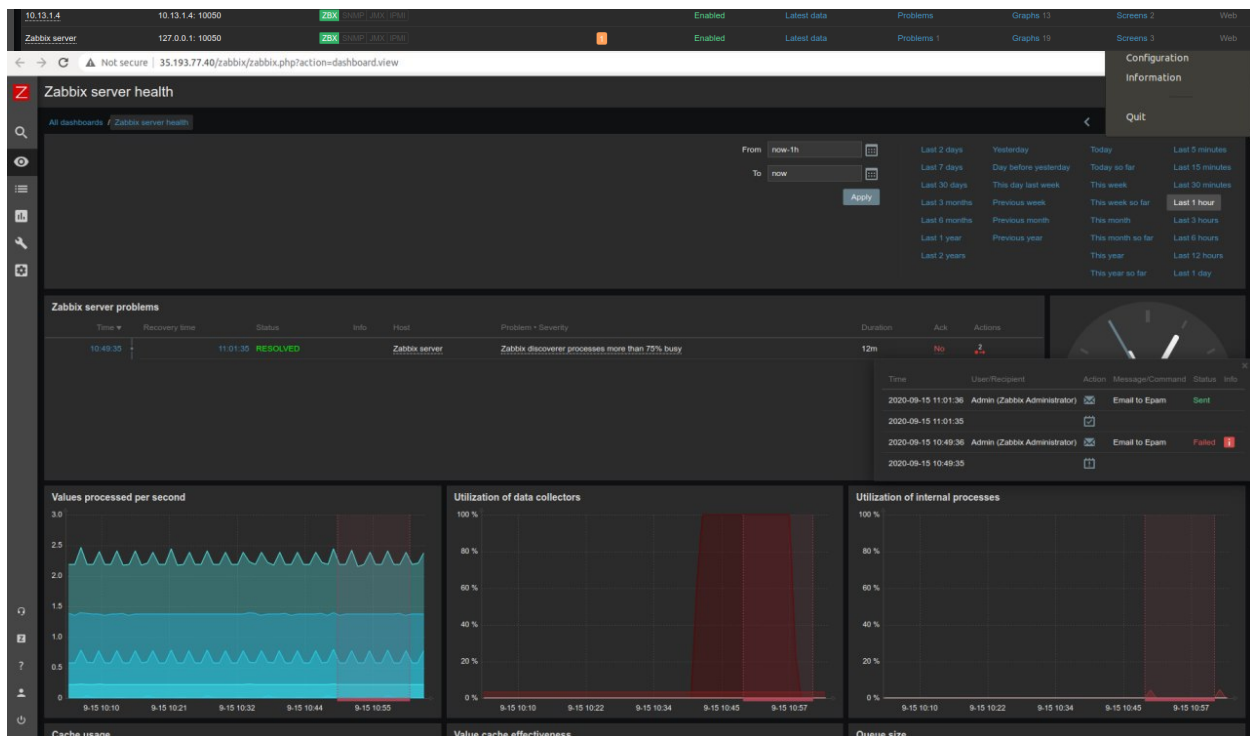 10.13.1.4 10.13.1.4: 10050 ZBX SNMP JMX IPMI Enabled Latest data Problems Graphs 13 Screens 2 Web
Zabbix server 127.0.0.1: 10050 ZBX SNMP JMX IPMI 1 Enabled Latest data Problems 1 Graphs 19 Screens 3 Web
Not secure 35.193.77.40/zabbix/zabbix.php?action=dashboard.view
Configuration
Information
Quit
Z Zabbix server health
All dashboards / Zabbix server health
From now-1h
To now
Apply
Last 2 days Yesterday Today Last 5 minutes
Last 7 days Day before yesterday Today so far Last 15 minutes
Last 30 days This day last week This week Last 30 minutes
Last 3 months Previous week This week so far Last 1 hour
Last 6 months Previous month This month Last 3 hours
Last 1 year Previous year This month so far Last 6 hours
Last 2 years This year Last 12 hours
This year so far Last 1 day
Zabbix server problems
Time Recovery time Status Info Host Problem • Severity Duration Ack Actions
10:49:35 11:01:35 RESOLVED Zabbix server Zabbix discoverer processes more than 75% busy 12m No 2
Time User/Recipient Action Message/Command Status Info
2020-09-15 11:01:36 Admin (Zabbix Administrator) Email to Epam Sent
2020-09-15 11:01:35
2020-09-15 10:49:36 Admin (Zabbix Administrator) Email to Epam Failed i
2020-09-15 10:49:35
Values processed per second
3.0
2.5
2.0
1.5
1.0
0.5
0
9-15 10:10 9-15 10:21 9-15 10:32 9-15 10:44 9-15 10:55
Utilization of data collectors
100 %
80 %
60 %
40 %
20 %
0 %
9-15 10:10 9-15 10:22 9-15 10:34 9-15 10:45 9-15 10:57
Utilization of internal processes
100 %
80 %
60 %
40 %
20 %
0 %
9-15 10:10 9-15 10:22 9-15 10:34 9-15 10:45 9-15 10:57
Z
?
Cache usage Value cache effectiveness Queue size